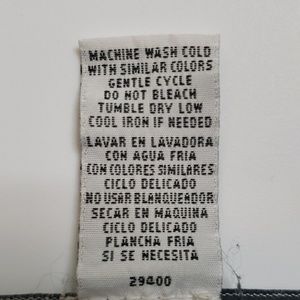 MACHINE WASH COLD
WITH SIMILAR COLORS
GENTLE CYCLE
DO NOT BLEACH
TUMBLE DRY LOW
COOL IRON IF NEEDED
LAVAR EN LAVADORA
CON AGUA FRIA
CON COLORES SIMILARES
CICLO DELICADO
NO USAR BLANQUEADOR
SECAR EN MAQUINA
CICLO DELICADO
PLANCHA FRIA
SI SE NECESITA
29400